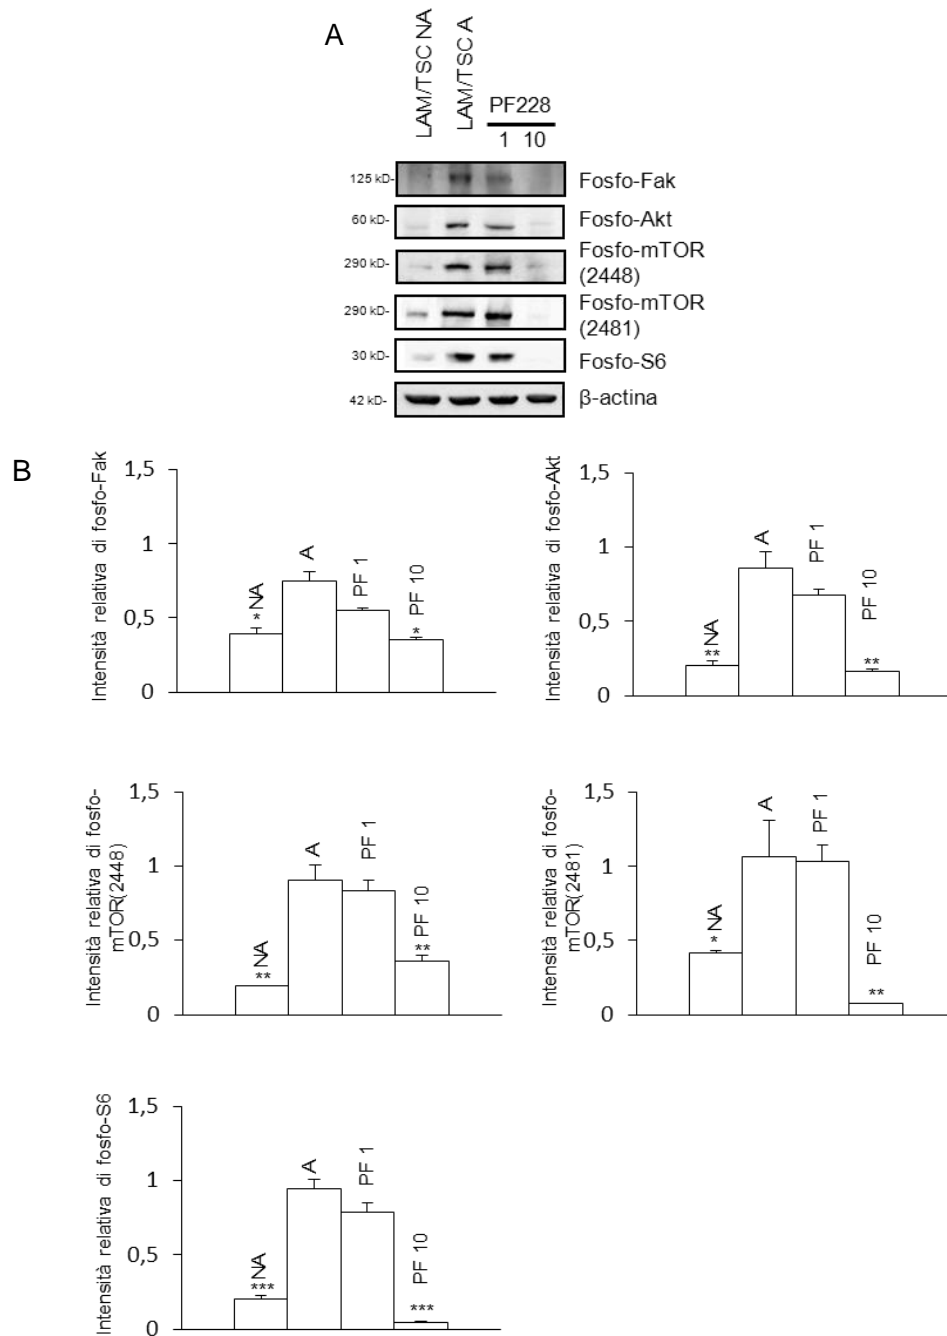 A
LAM/TSC NA
LAM/TSC A
PF228
1 10
125 kD-
Fosfo-Fak
60 kD-
Fosfo-Akt
290 kD-
Fosfo-mTOR
(2448)
290 kD-
Fosfo-mTOR
(2481)
30 kD-
Fosfo-S6
42 kD-
β-actina
B
Intensità relativa di fosfo-Fak
1,5
1
0,5
0
* NA
A
PF 1
* PF 10
Intensità relativa di fosfo-Akt
1,5
1
0,5
0
** NA
A
PF 1
** PF 10
Intensità relativa di fosfo-
mTOR(2448)
1,5
1
0,5
0
** NA
A
PF 1
** PF 10
Intensità relativa di fosfo-
mTOR(2481)
1,5
1
0,5
0
* NA
A
PF 1
** PF 10
Intensità relativa di fosfo-S6
1,5
1
0,5
0
*** NA
A
PF 1
*** PF 10